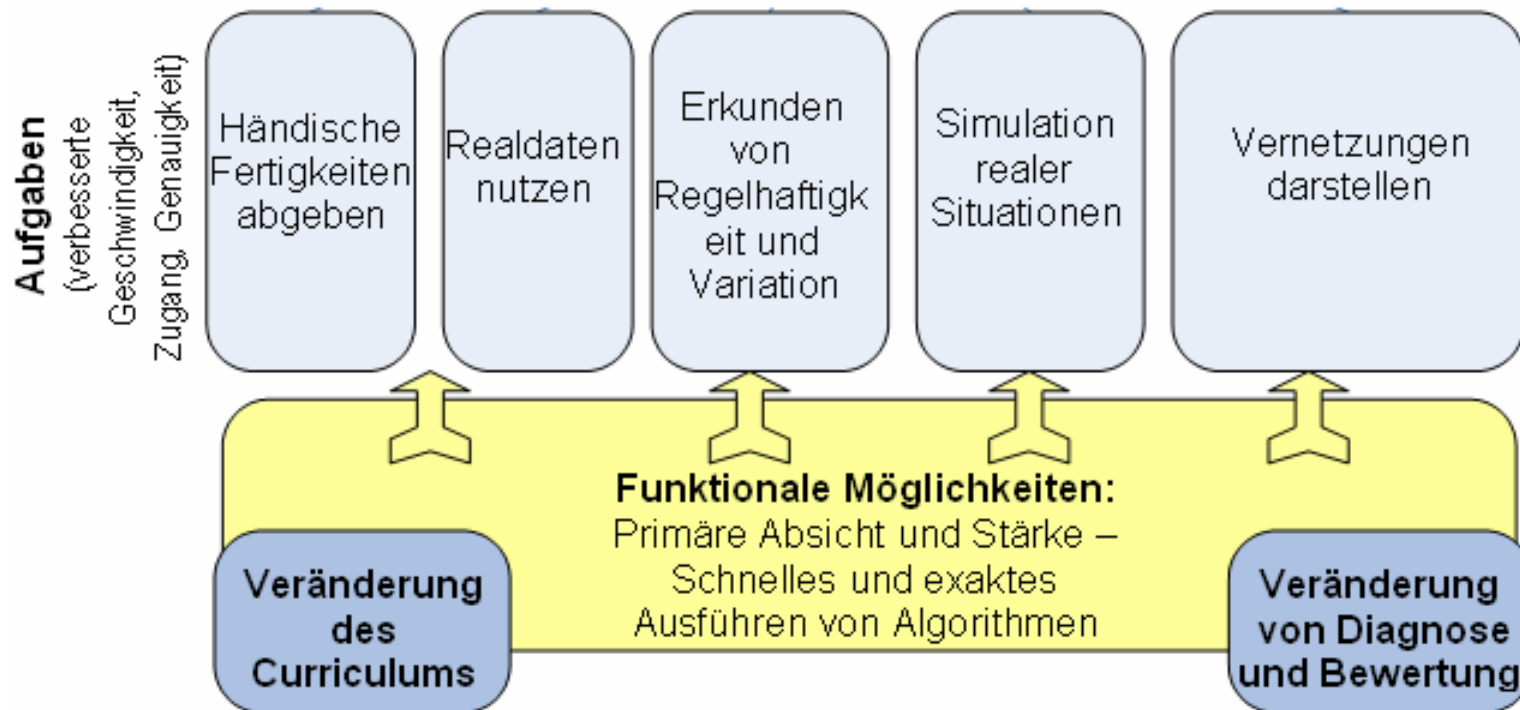 Aufgaben
(verbesserte
Geschwindigkeit,
Zugang, Genauigkeit)
Händische
Fertigkeiten
abgeben
Realdaten
nutzen
Erkunden
von
Regelhaftigk
eit und
Variation
Simulation
realer
Situationen
Vernetzungen
darstellen
Funktionale Möglichkeiten:
Primäre Absicht und Stärke –
Schnelles und exaktes
Ausführen von Algorithmen
Veränderung
des
Curriculums
Veränderung
von Diagnose
und Bewertung